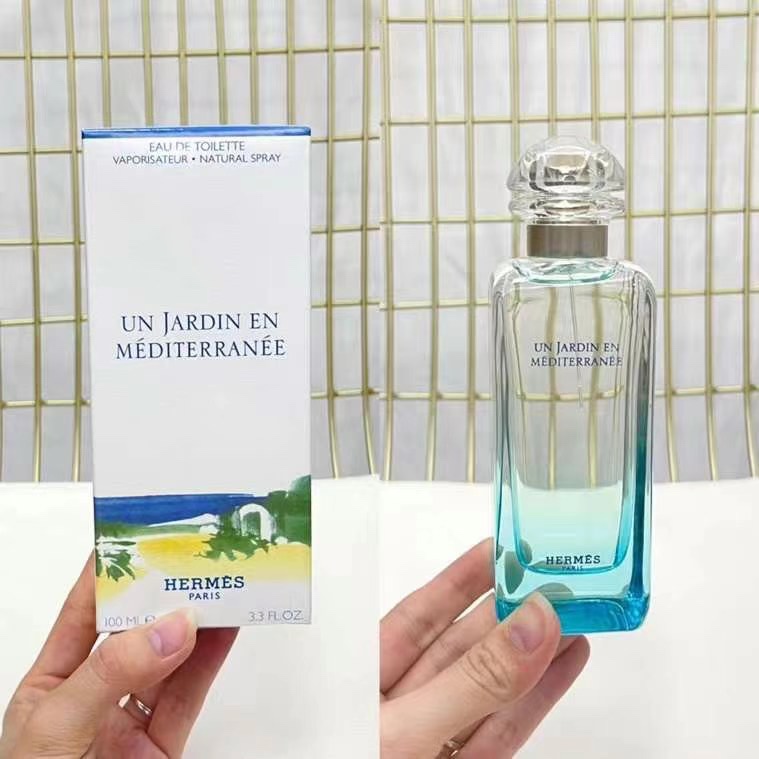 EAU DE TOILETTE
VAPORISATEUR • NATURAL SPRAY
UN JARDIN EN
MÉDITERRANÉE
HERMÈS
PARIS
100 ML
3.3 FL.OZ.
UN JARDIN EN
MÉDITERRANÉE
HERMÈS
PARIS